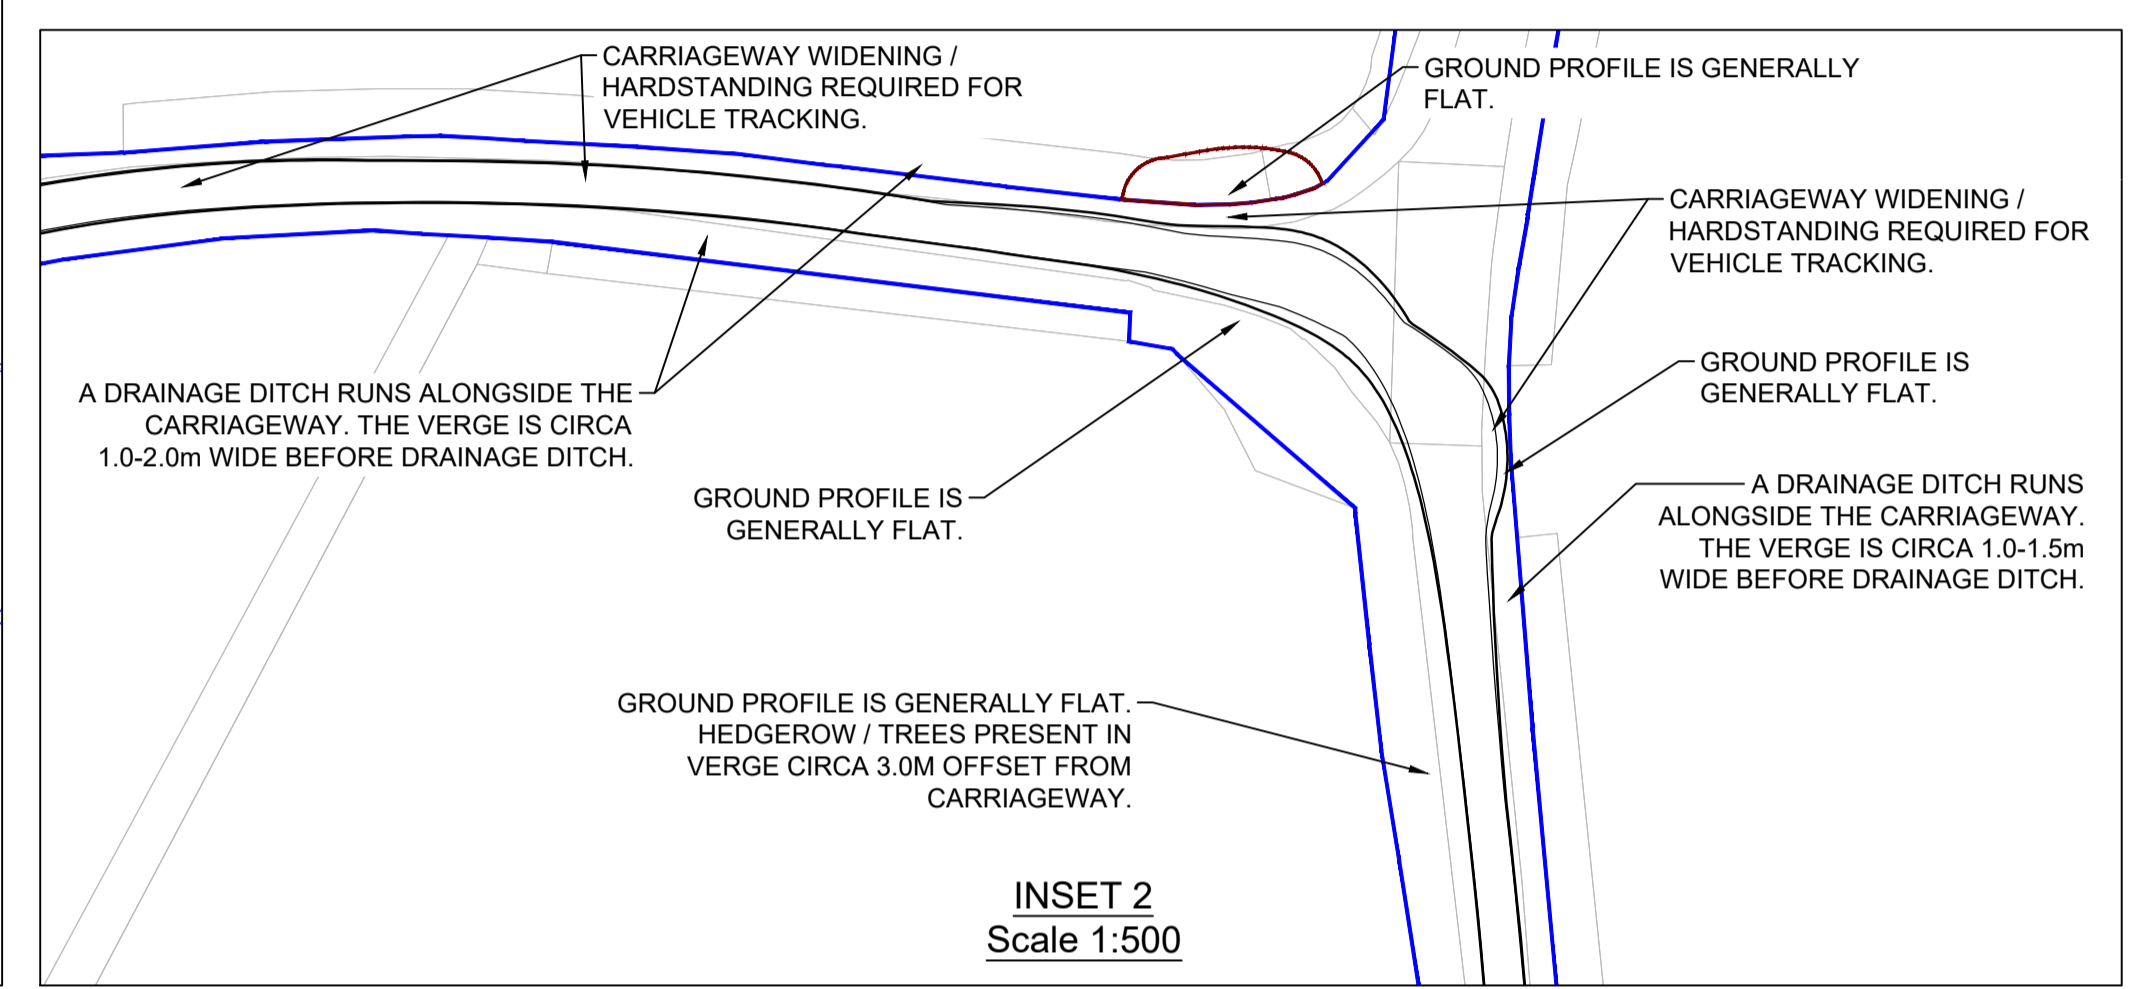 CARRIAGEWAY WIDENING /
HARDSTANDING REQUIRED FOR
VEHICLE TRACKING.
GROUND PROFILE IS GENERALLY
FLAT.
CARRIAGEWAY WIDENING /
HARDSTANDING REQUIRED FOR
VEHICLE TRACKING.
A DRAINAGE DITCH RUNS ALONGSIDE THE
CARRIAGEWAY. THE VERGE IS CIRCA
1.0-2.0m WIDE BEFORE DRAINAGE DITCH.
GROUND PROFILE IS
GENERALLY FLAT.
GROUND PROFILE IS
GENERALLY FLAT.
A DRAINAGE DITCH RUNS
ALONGSIDE THE CARRIAGEWAY.
THE VERGE IS CIRCA 1.0-1.5m
WIDE BEFORE DRAINAGE DITCH.
GROUND PROFILE IS GENERALLY FLAT.
HEDGEROW / TREES PRESENT IN
VERGE CIRCA 3.0M OFFSET FROM
CARRIAGEWAY.
INSET 2
Scale 1:500